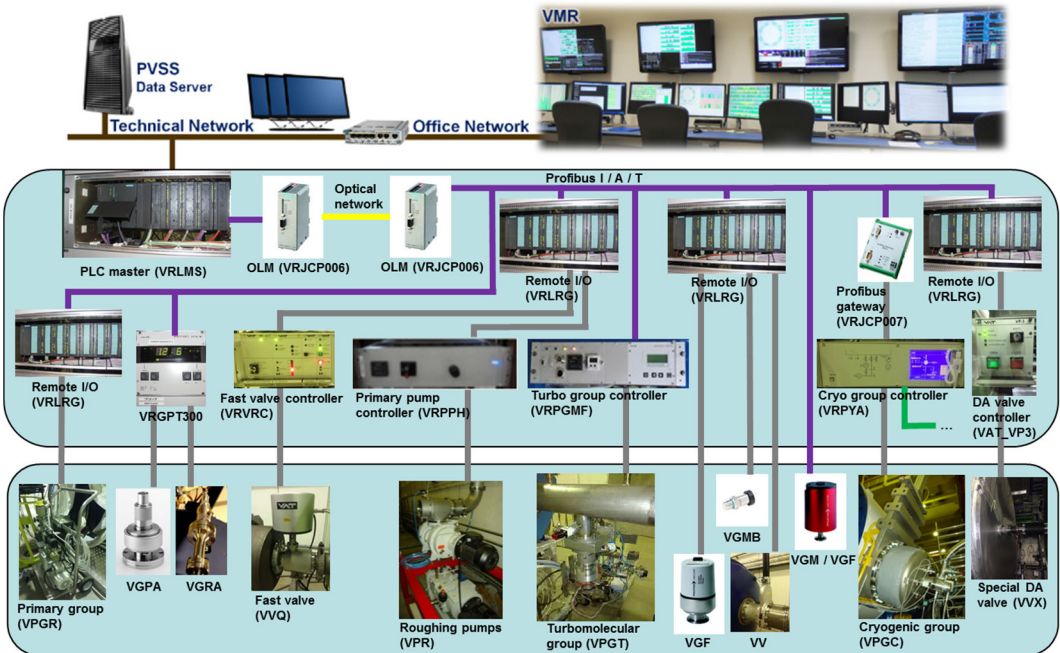 VMR
PVSS
Data Server
Technical Network
Office Network
Profibus I / A / T
Optical
network
PLC master (VRLMS)
OLM (VRJCP006)
OLM (VRJCP006)
Remote I/O
(VRLRG)
Remote I/O
(VRLRG)
Profibus
gateway
(VRJCP007)
Remote I/O
(VRLRG)
Remote I/O
(VRLRG)
VRGPT300
Fast valve controller
(VRVRC)
Primary pump
controller (VRPPH)
Turbo group controller
(VRPGMF)
Cryo group controller
(VRPYA)
...
DA valve
controller
(VAT_VP3)
Primary group
(VPGR)
VGPA
VGRA
VAT
Fast valve
(VVQ)
Roughing pumps
(VPR)
Turbomolecular
group (VPGT)
VGF
VGMB
VV
VGM / VGF
Cryogenic group
(VPGC)
Special DA
valve (VVX)